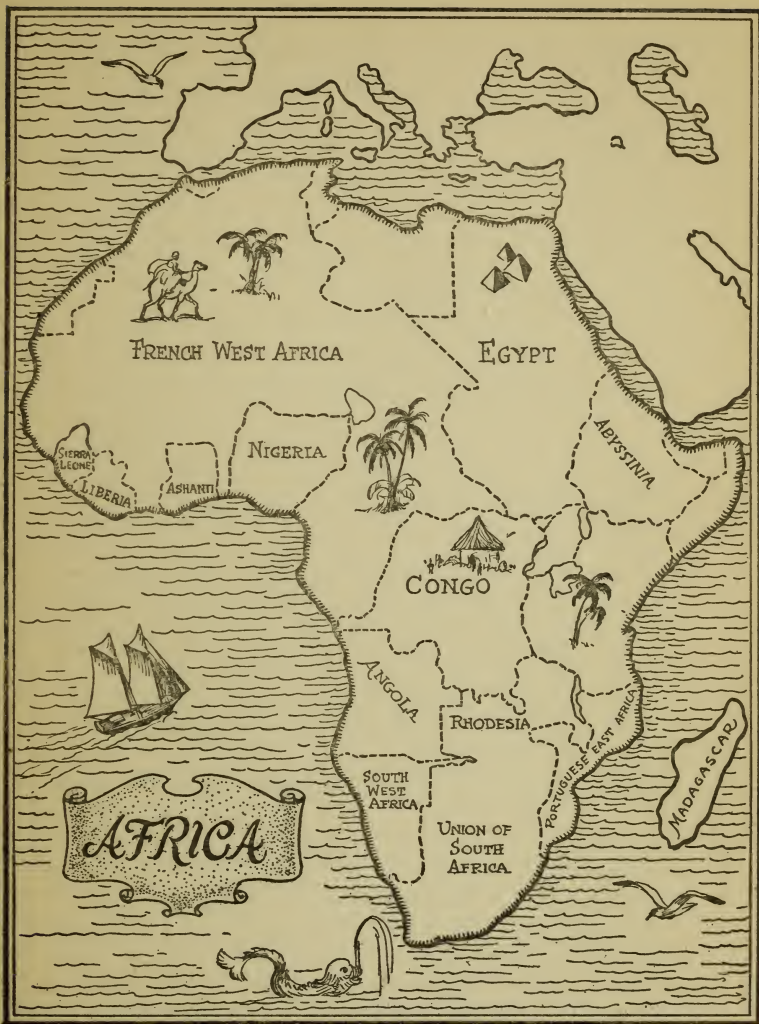 FRENCH WEST AFRICA
EGYPT
ABYSSINIA
NIGERIA
SIERRA
LEONE
LIBERIA
ASHANTI
CONGO
ANGOLA
RHODESIA
PORTUGUESE EAST AFRICA
MADAGASCAR
SOUTH
WEST
AFRICA
UNION OF
SOUTH
AFRICA
AFRICA